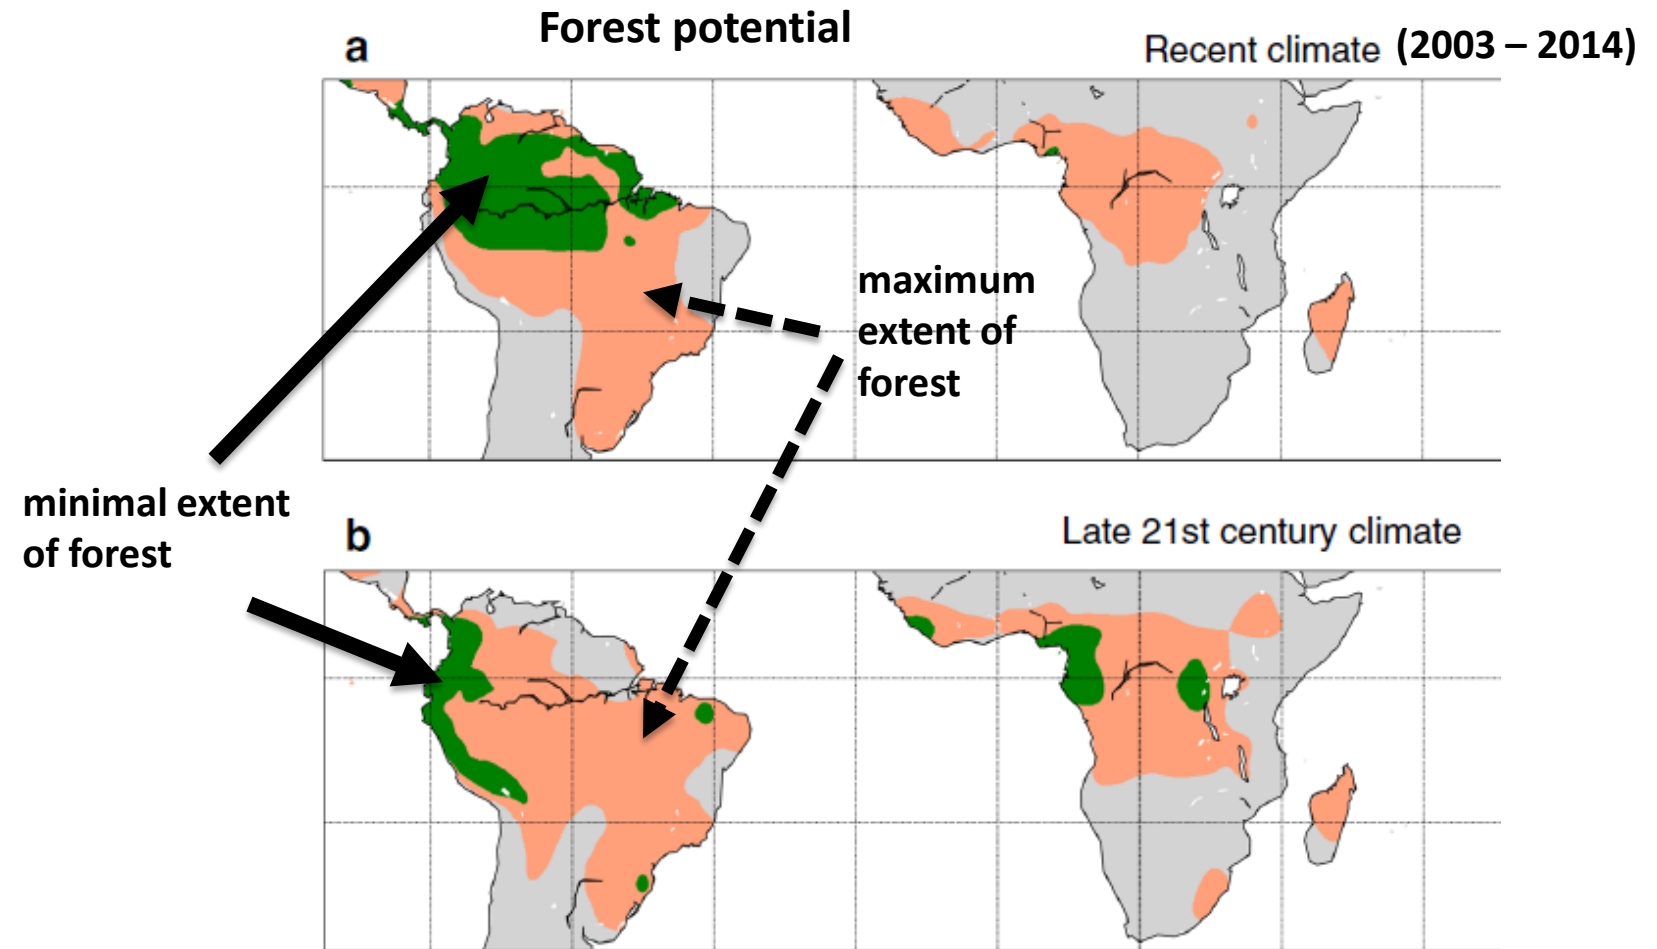 Forest potential
a
Recent climate (2003 – 2014)
maximum
extent of
forest
minimal extent
of forest
b
Late 21st century climate